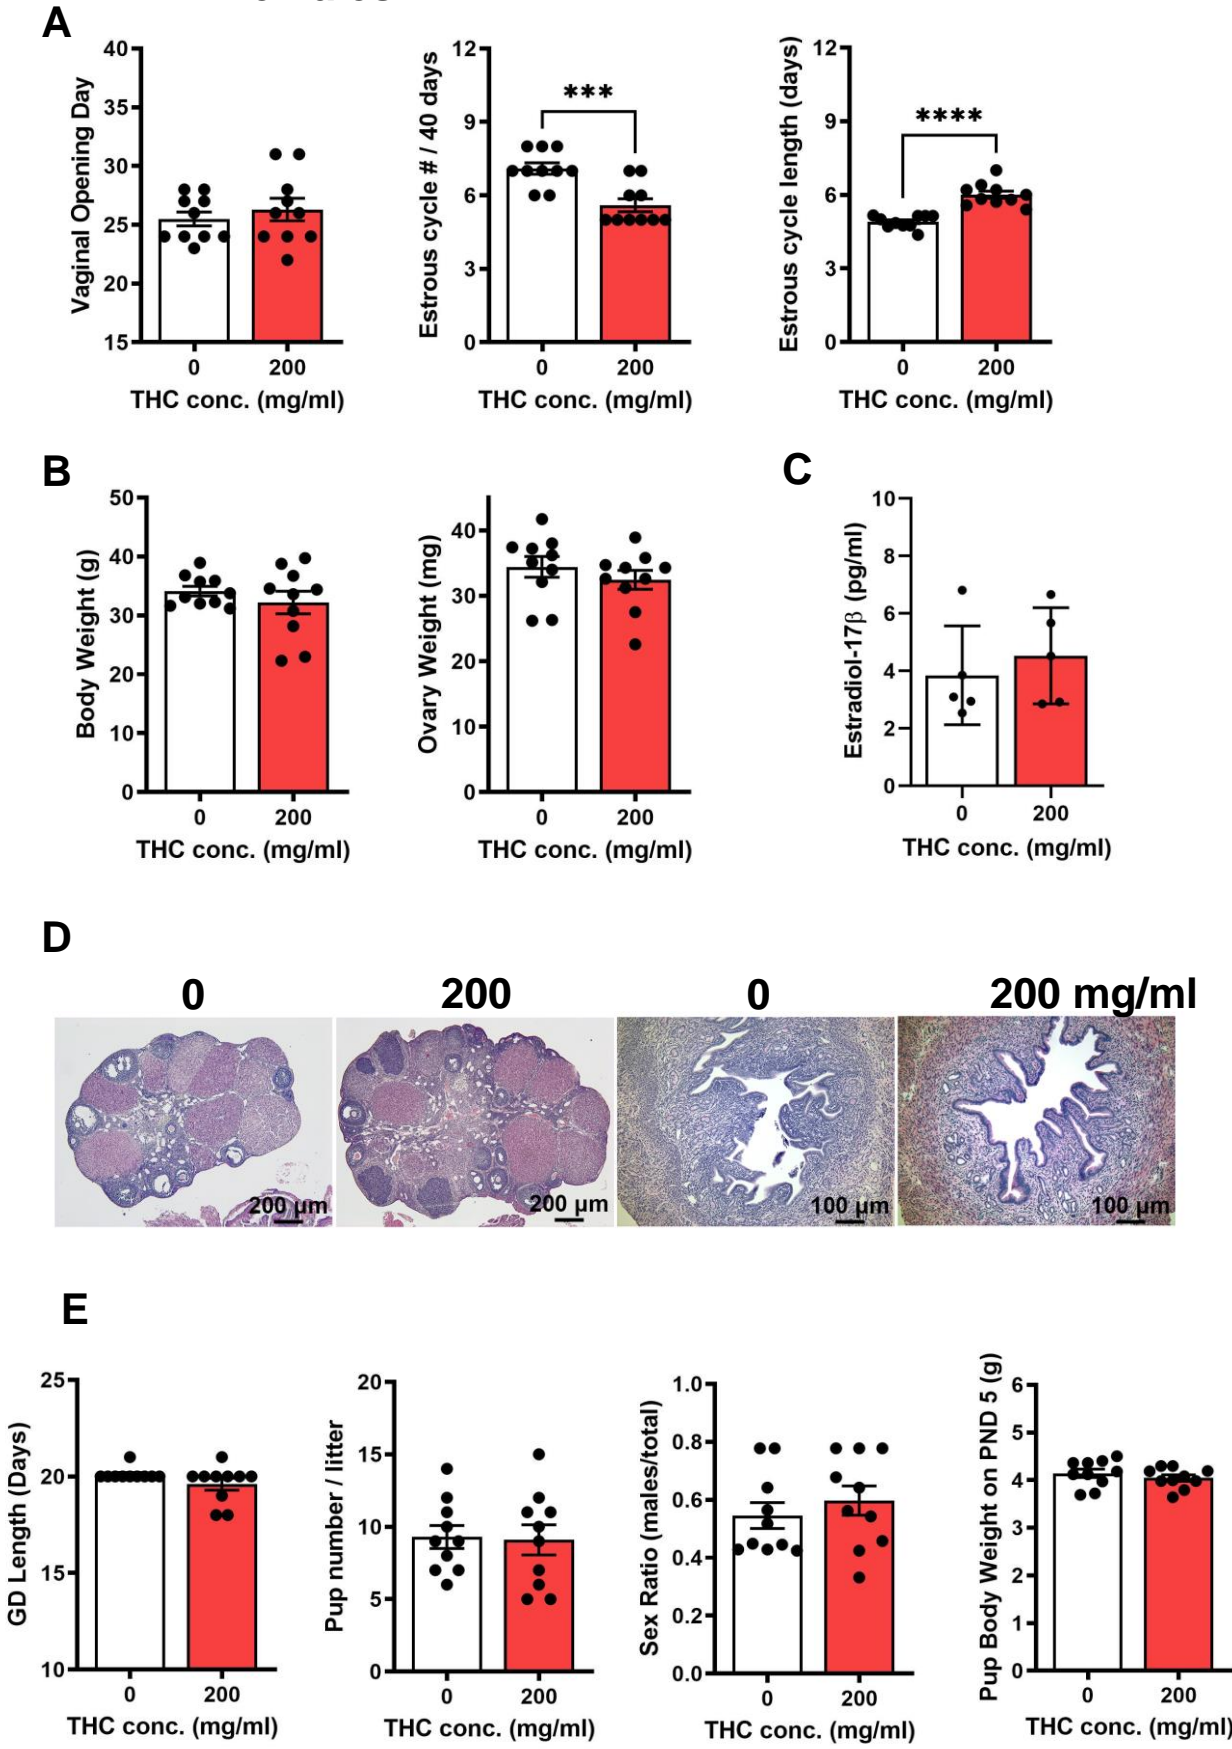 A
40
35
30
25
20
15
Vaginal Opening Day
0
200
THC conc. (mg/ml)
12
9
6
3
0
Estrous cycle # / 40 days
***
0
200
THC conc. (mg/ml)
12
9
6
3
0
Estrous cycle length (days)
****
0
200
THC conc. (mg/ml)
B
50
40
30
20
10
0
Body Weight (g)
0
200
THC conc. (mg/ml)
40
30
20
10
0
Ovary Weight (mg)
0
200
THC conc. (mg/ml)
C
10
8
6
4
2
0
Estradiol-17β (pg/ml)
0
200
THC conc. (mg/ml)
D
0
200
0
200 mg/ml
200 μm
200 μm
100 μm
100 μm
E
25
20
15
10
GD Length (Days)
0
200
THC conc. (mg/ml)
20
15
10
5
0
Pup number / litter
0
200
THC conc. (mg/ml)
1.0
0.8
0.6
0.4
0.2
0.0
Sex Ratio (males/total)
0
200
THC conc. (mg/ml)
6
5
4
3
2
1
0
Pup Body Weight on PND 5 (g)
0
200
THC conc. (mg/ml)